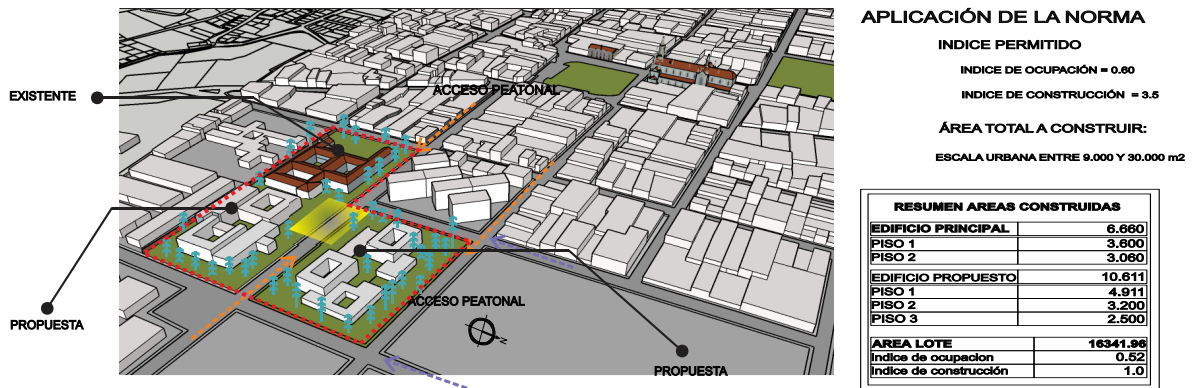 APLICACIÓN DE LA NORMA
INDICE PERMITIDO
INDICE DE OCUPACIÓN = 0.60
INDICE DE CONSTRUCCIÓN = 3.5
ÁREA TOTAL A CONSTRUIR:
ESCALA URBANA ENTRE 9.000 Y 30.000 m2
EXISTENTE
ACCESO PEATONAL
PROPUESTA
ACCESO PEATONAL
N
PROPUESTA
RESUMEN AREAS CONSTRUIDAS
EDIFICIO PRINCIPAL 6.660
PISO 1 3.600
PISO 2 3.060
EDIFICIO PROPUESTO 10.611
PISO 1 4.911
PISO 2 3.200
PISO 3 2.500
AREA LOTE 16341.96
Indice de ocupacion 0.52
Indice de construcción 1.0